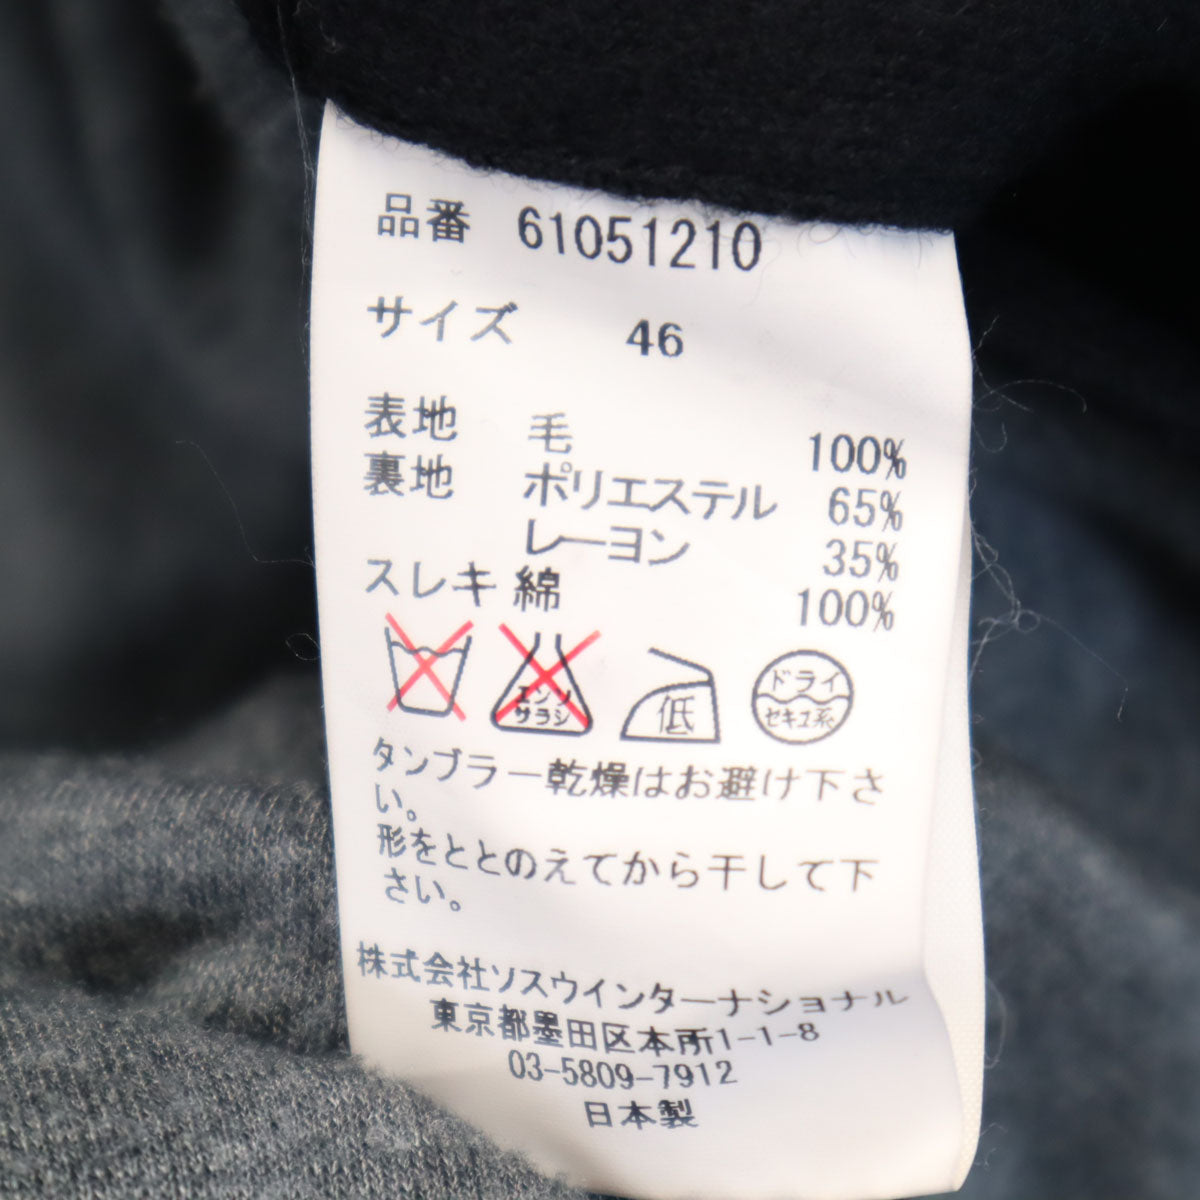 品番 61051210
サイズ 46
表地 毛 100%
裏地 ポリエステル 65%
レーヨン 35%
スレキ 綿 100%
エンソ
サラシ
低
ドライ
セキユ系
タンブラー乾燥はお避け下さ
い。
形をととのえてから干して下
さい。
株式会社ソスウインターナショナル
東京都墨田区本所1-1-8
03-5809-7912
日本製